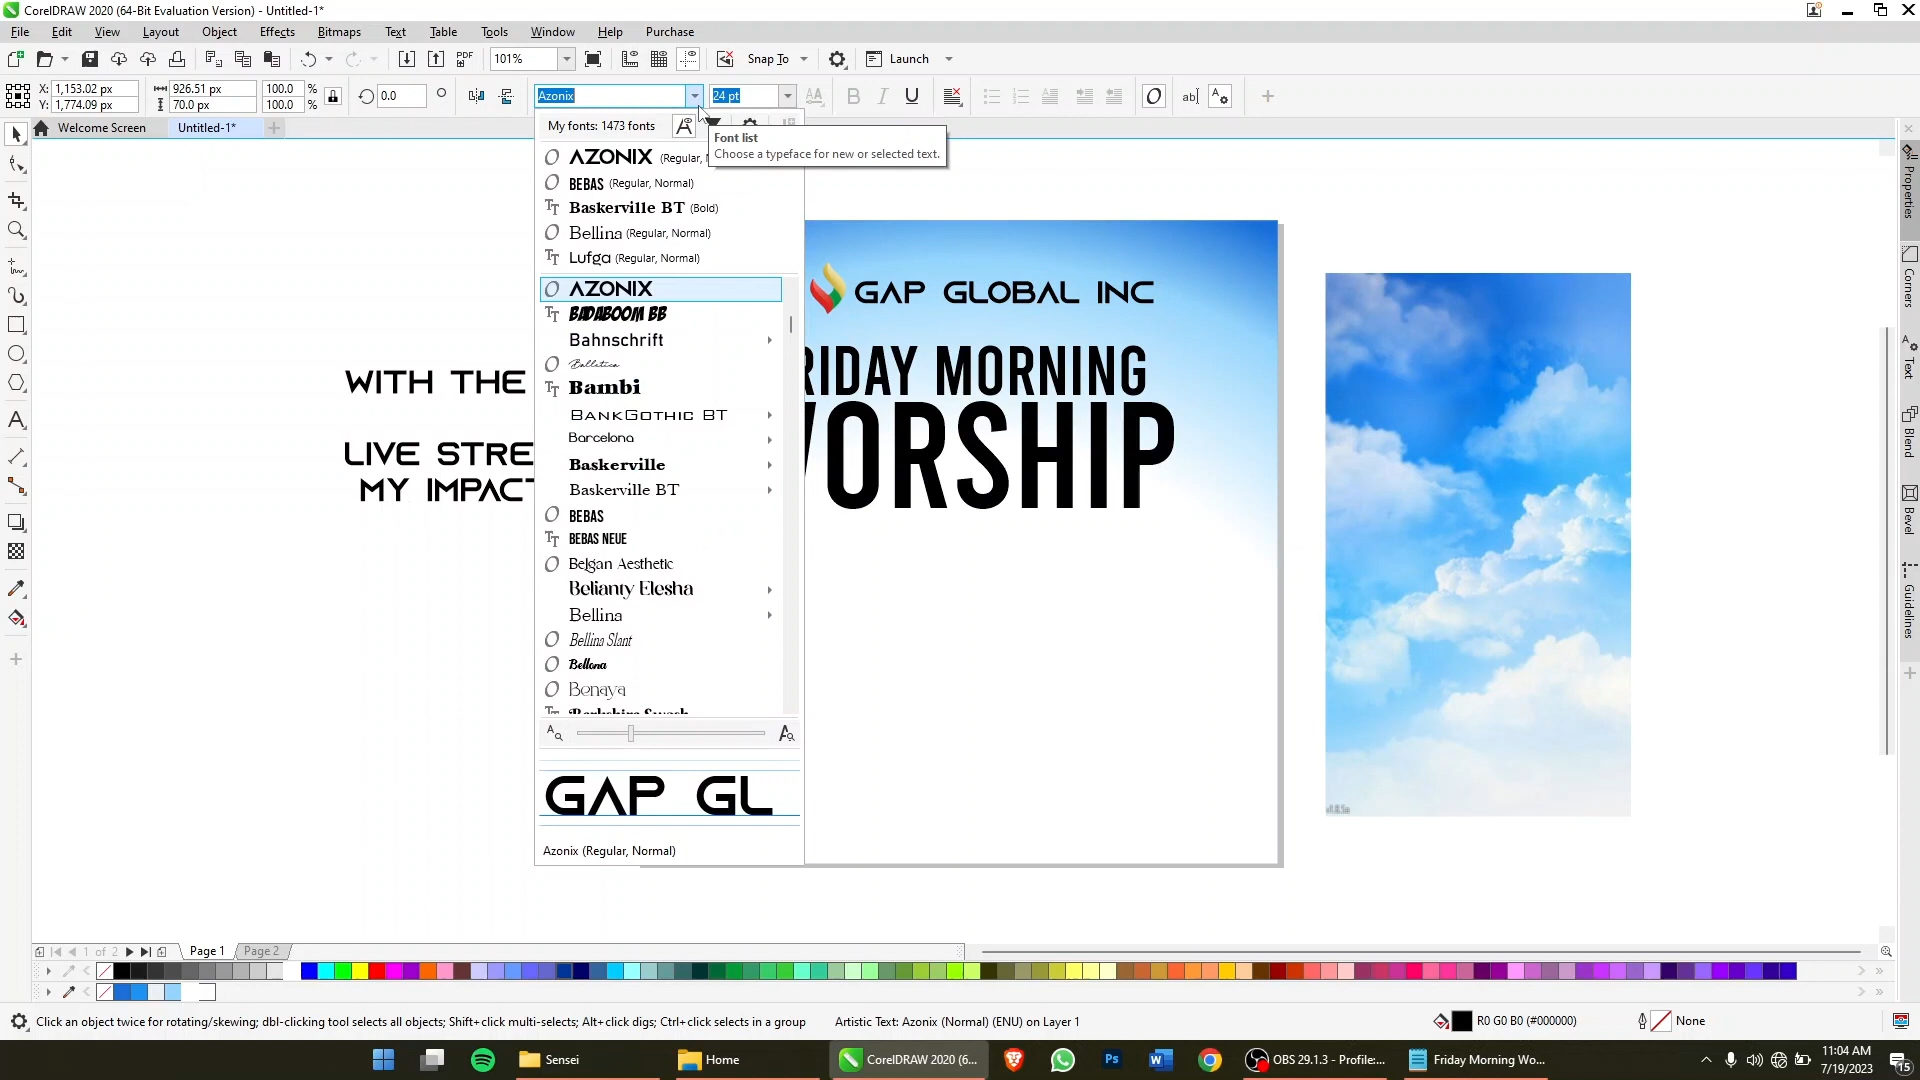 CorelDRAW 2020 (64-Bit Evaluation Version) - Untitled-1*
File Edit View Layout Object Effects Bitmaps Text Table Tools Window Help Purchase
PDF 101% Snap To Launch
X: 1,153.02 px 926.51 px 100.0 % 0.0 Azonix 24 pt
Y: 1,774.09 px 70.0 px 100.0 %
Welcome Screen Untitled-1*
My fonts: 1473 fonts
Font list
Choose a typeface for new or selected text.
AZONIX (Regular,
BEBAS (Regular, Normal)
Baskerville BT (Bold)
Bellina (Regular, Normal)
Lufga (Regular, Normal)
AZONIX
BADABOOM BB
Bahnschrift
Balletica
Bambi
BANKGOTHIC BT
Barcelona
Baskerville
Baskerville BT
BEBAS
BEBAS NEUE
Belgan Aesthetic
Belianty Elesha
Bellina
Bellina Slant
Bellona
Benaya
Berkshire Swash
GAP GL
Azonix (Regular, Normal)
WITH THE
LIVE STRE
MY IMPACT
GAP GLOBAL INC
RIDAY MORNING
ORSHIP
Properties
Corners
Text
Blend
Bevel
Guidelines
1 of 2 Page 1 Page 2
Click an object twice for rotating/skewing; dbl-clicking tool selects all objects; Shift+click multi-selects; Alt+click digs; Ctrl+click selects in a group Artistic Text: Azonix (Normal) (ENU) on Layer 1 R0 G0 B0 (#000000) None
Sensei Home CorelDRAW 2020 (6... OBS 29.1.3 - Profile:... Friday Morning Wo... 11:04 AM
7/19/2023 15